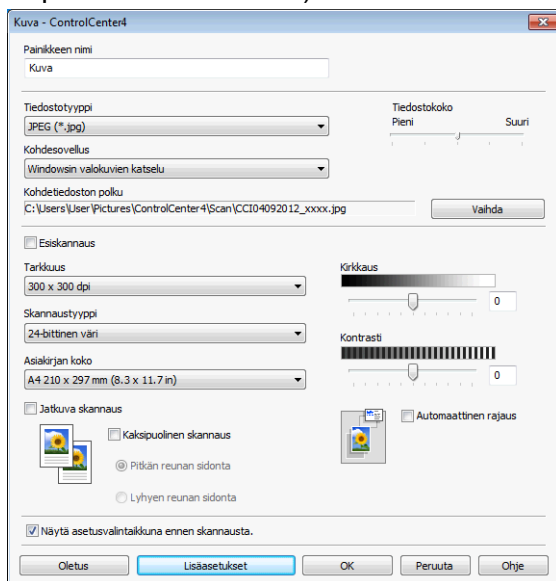 Kuva - ControlCenter4
Painikkeen nimi
Kuva
Tiedostotyyppi
Tiedostokoko
JPEG (*.jpg)
Pieni Suuri
Kohdesovellus
Windowsin valokuvien katselu
Kohdetiedoston polku
C:\Users\User\Pictures\ControlCenter4\Scan\CCI04092012_xxxx.jpg
Vaihda
Esiskannaus
Tarkkuus
Kirkkaus
300 x 300 dpi
0
Skannaustyyppi
24-bittinen väri
Kontrasti
Asiakirjan koko
A4 210 x 297 mm (8.3 x 11.7 in)
0
Jatkuva skannaus
Automaattinen rajaus
Kaksipuolinen skannaus
Pitkän reunan sidonta
Lyhyen reunan sidonta
Näytä asetusvalintaikkuna ennen skannausta.
Oletus Lisäasetukset OK Peruuta Ohje